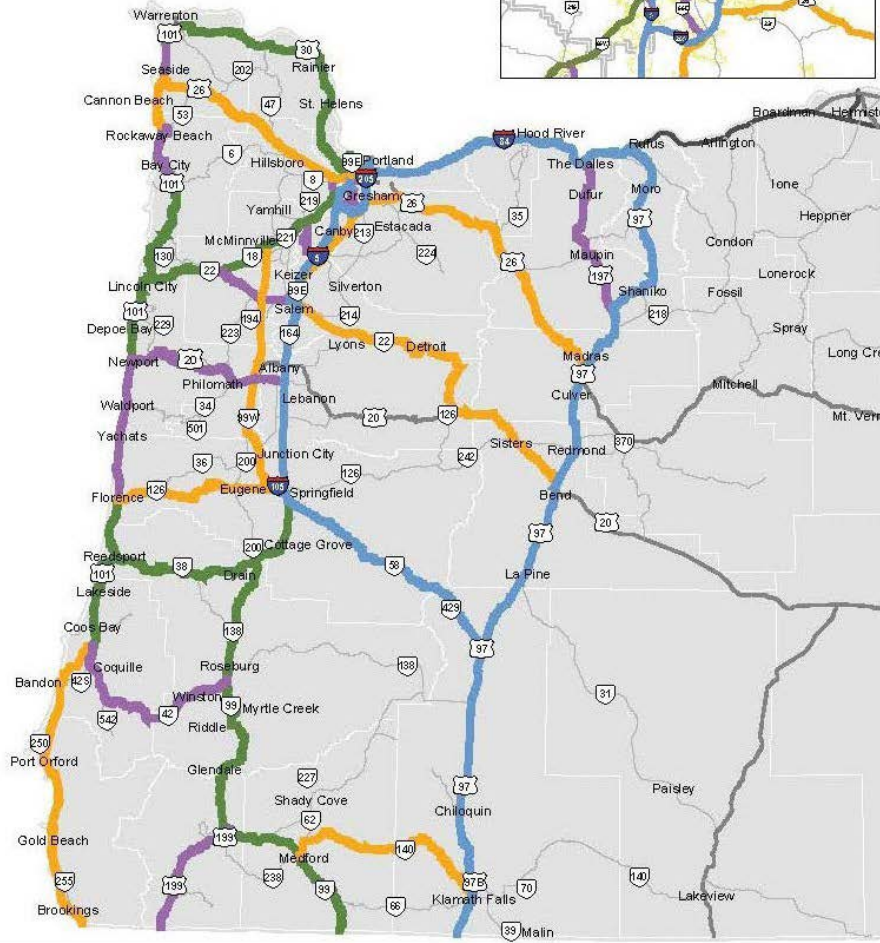 Warrenton
101
30
Rainier
Seaside
202
26
Cannon Beach
47
St. Helens
53
Rockaway Beach
Boardman
Hood River
84
Arlington
Rufus
Bay City
6
Hillsboro
99E
Portland
205
The Dalles
101
8
Gresham
Moro
Ione
219
26
Dufur
Yamhill
35
97
Heppner
McMinnville
221
Canby
213
Estacada
130
18
5
224
26
Maupin
Condon
22
Keizer
197
Lonerock
Lincoln City
99E
Silverton
Shaniko
Fossil
101
Salem
214
218
Depoe Bay
229
194
223
164
22
Spray
Lyons
Detroit
Newport
20
Albany
Madras
Long Cre
Philomath
97
Mitchell
Waldport
34
Lebanon
Culver
99W
20
126
Mt. Vern
Yachats
501
Sisters
370
Junction City
242
Redmond
36
200
126
126
Eugene
105
Springfield
Florence
Bend
20
97
Reedsport
200
Cottage Grove
101
38
Drain
58
La Pine
Lakeside
429
Coos Bay
138
97
Coquille
Roseburg
138
Bandon
42S
Winston
31
542
42
99
Myrtle Creek
Riddle
250
Port Orford
Glendale
227
97
Paisley
Shady Cove
Chiloquin
62
Gold Beach
199
140
Medford
255
199
238
99
97B
70
140
66
Klamath Falls
Lakeview
Brookings
39
Malin